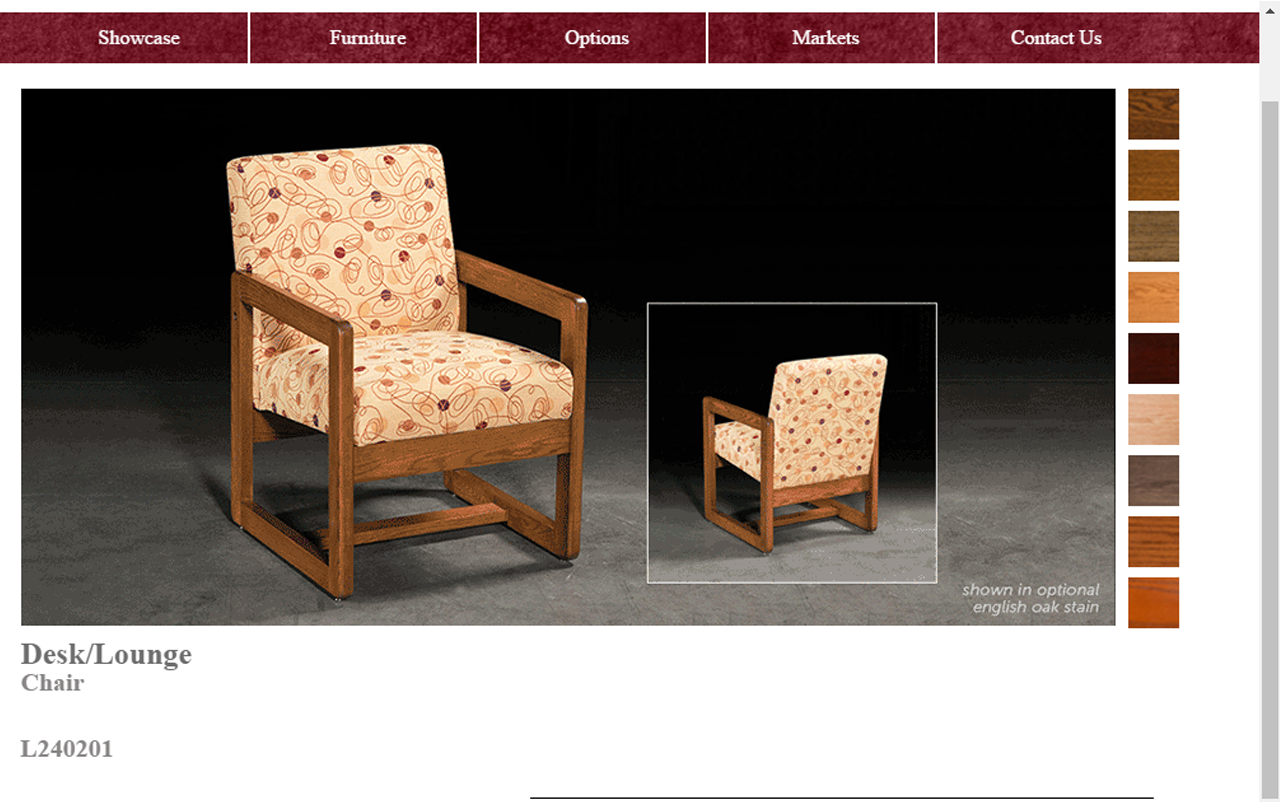 Showcase
Furniture
Options
Markets
Contact Us
shown in optional
english oak stain
Desk/Lounge
Chair
L240201